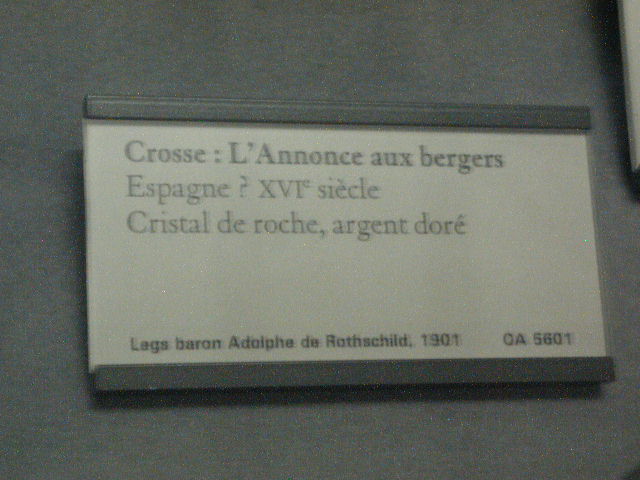 Crosse : L'Annonce aux bergers
Espagne ? XVIᵉ siècle
Cristal de roche, argent doré
Legs baron Adolphe de Rothschild, 1901 OA 5601